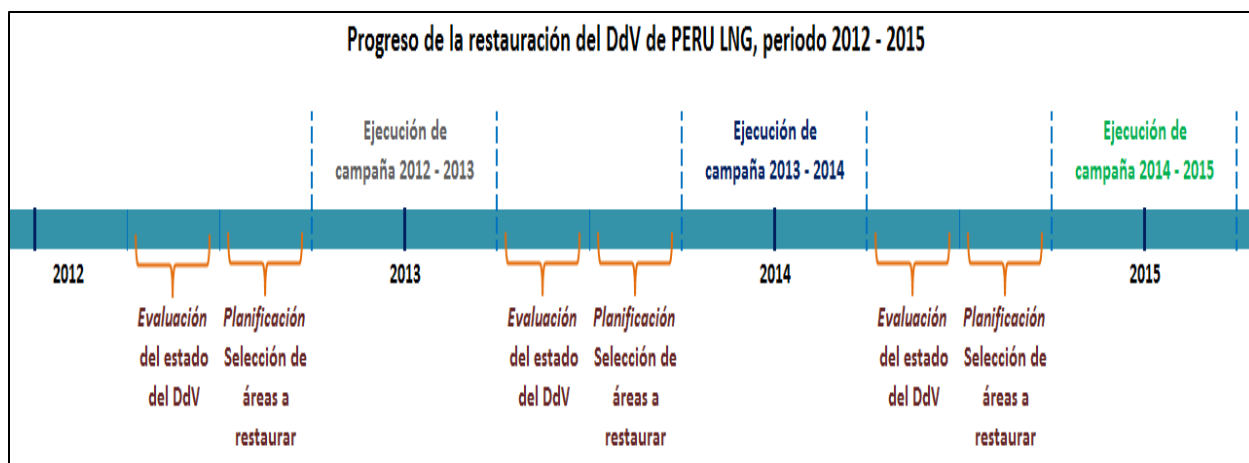 Progreso de la restauración del DdV de PERU LNG, periodo 2012 - 2015
Ejecución de
campaña 2012 - 2013
Ejecución de
campaña 2013 - 2014
Ejecución de
campaña 2014 - 2015
2012
2013
2014
2015
Evaluación
del estado
del DdV
Planificación
Selección de
áreas a
restaurar
Evaluación
del estado
del DdV
Planificación
Selección de
áreas a
restaurar
Evaluación
del estado
del DdV
Planificación
Selección de
áreas a
restaurar